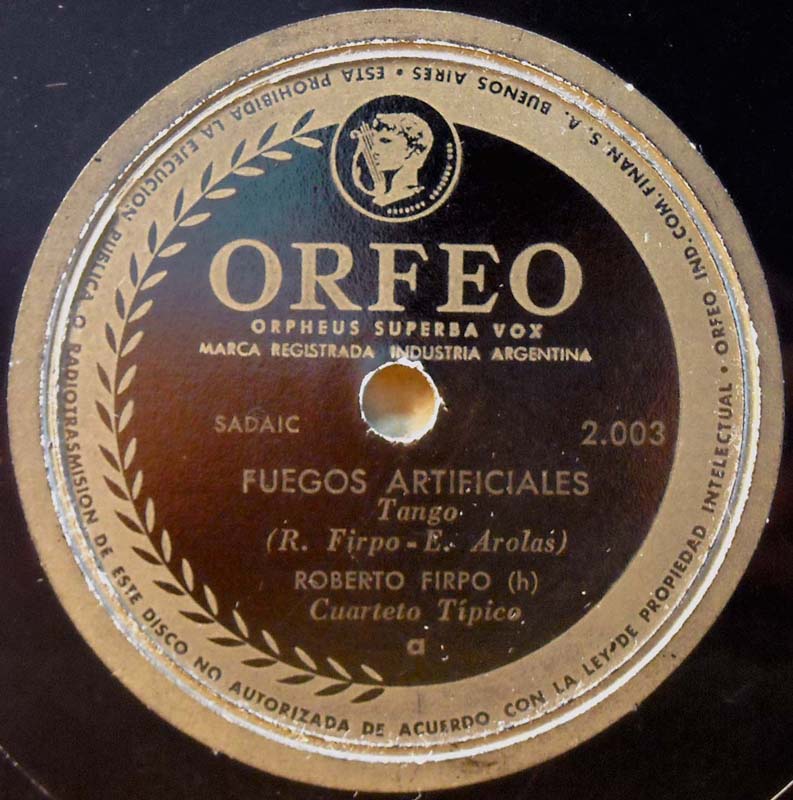 ORFEO
ORPHEUS SUPERBA VOX
MARCA REGISTRADA INDUSTRIA ARGENTINA
SADAIC
2.003
FUEGOS ARTIFICIALES
Tango
(R. Firpo - E. Arolas)
ROBERTO FIRPO (h)
Cuarteto Típico
a
ESTA PROHIBIDA LA EJECUCION PUBLICA O RADIOTRASMISION DE ESTE DISCO NO AUTORIZADA DE ACUERDO CON LA LEY DE PROPIEDAD INTELECTUAL • ORFEO IND. COM. FINAN. S. A. BUENOS AIRES •